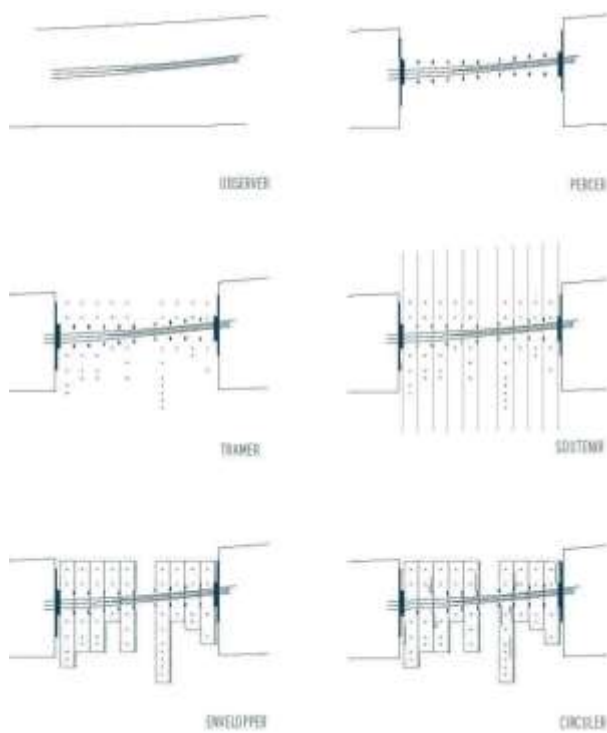 OBSERVER
PERCER
TRAMER
SOUTENIR
ENVELOPPER
CIRCULER